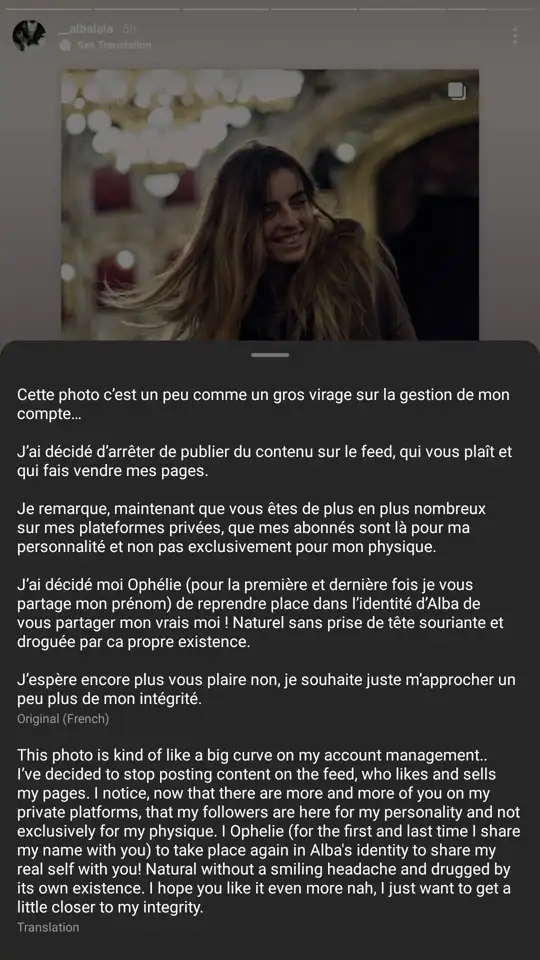 __albalala 5h
See Translation
Cette photo c’est un peu comme un gros virage sur la gestion de mon
compte…
J’ai décidé d’arrêter de publier du contenu sur le feed, qui vous plaît et
qui fais vendre mes pages.
Je remarque, maintenant que vous êtes de plus en plus nombreux
sur mes plateformes privées, que mes abonnés sont là pour ma
personnalité et non pas exclusivement pour mon physique.
J’ai décidé moi Ophélie (pour la première et dernière fois je vous
partage mon prénom) de reprendre place dans l’identité d’Alba de
vous partager mon vrais moi ! Naturel sans prise de tête souriante et
droguée par ca propre existence.
J’espère encore plus vous plaire non, je souhaite juste m’approcher un
peu plus de mon intégrité.
Original (French)
This photo is kind of like a big curve on my account management..
I’ve decided to stop posting content on the feed, who likes and sells
my pages. I notice, now that there are more and more of you on my
private platforms, that my followers are here for my personality and not
exclusively for my physique. I Ophelie (for the first and last time I share
my name with you) to take place again in Alba's identity to share my
real self with you! Natural without a smiling headache and drugged by
its own existence. I hope you like it even more nah, I just want to get a
little closer to my integrity.
Translation